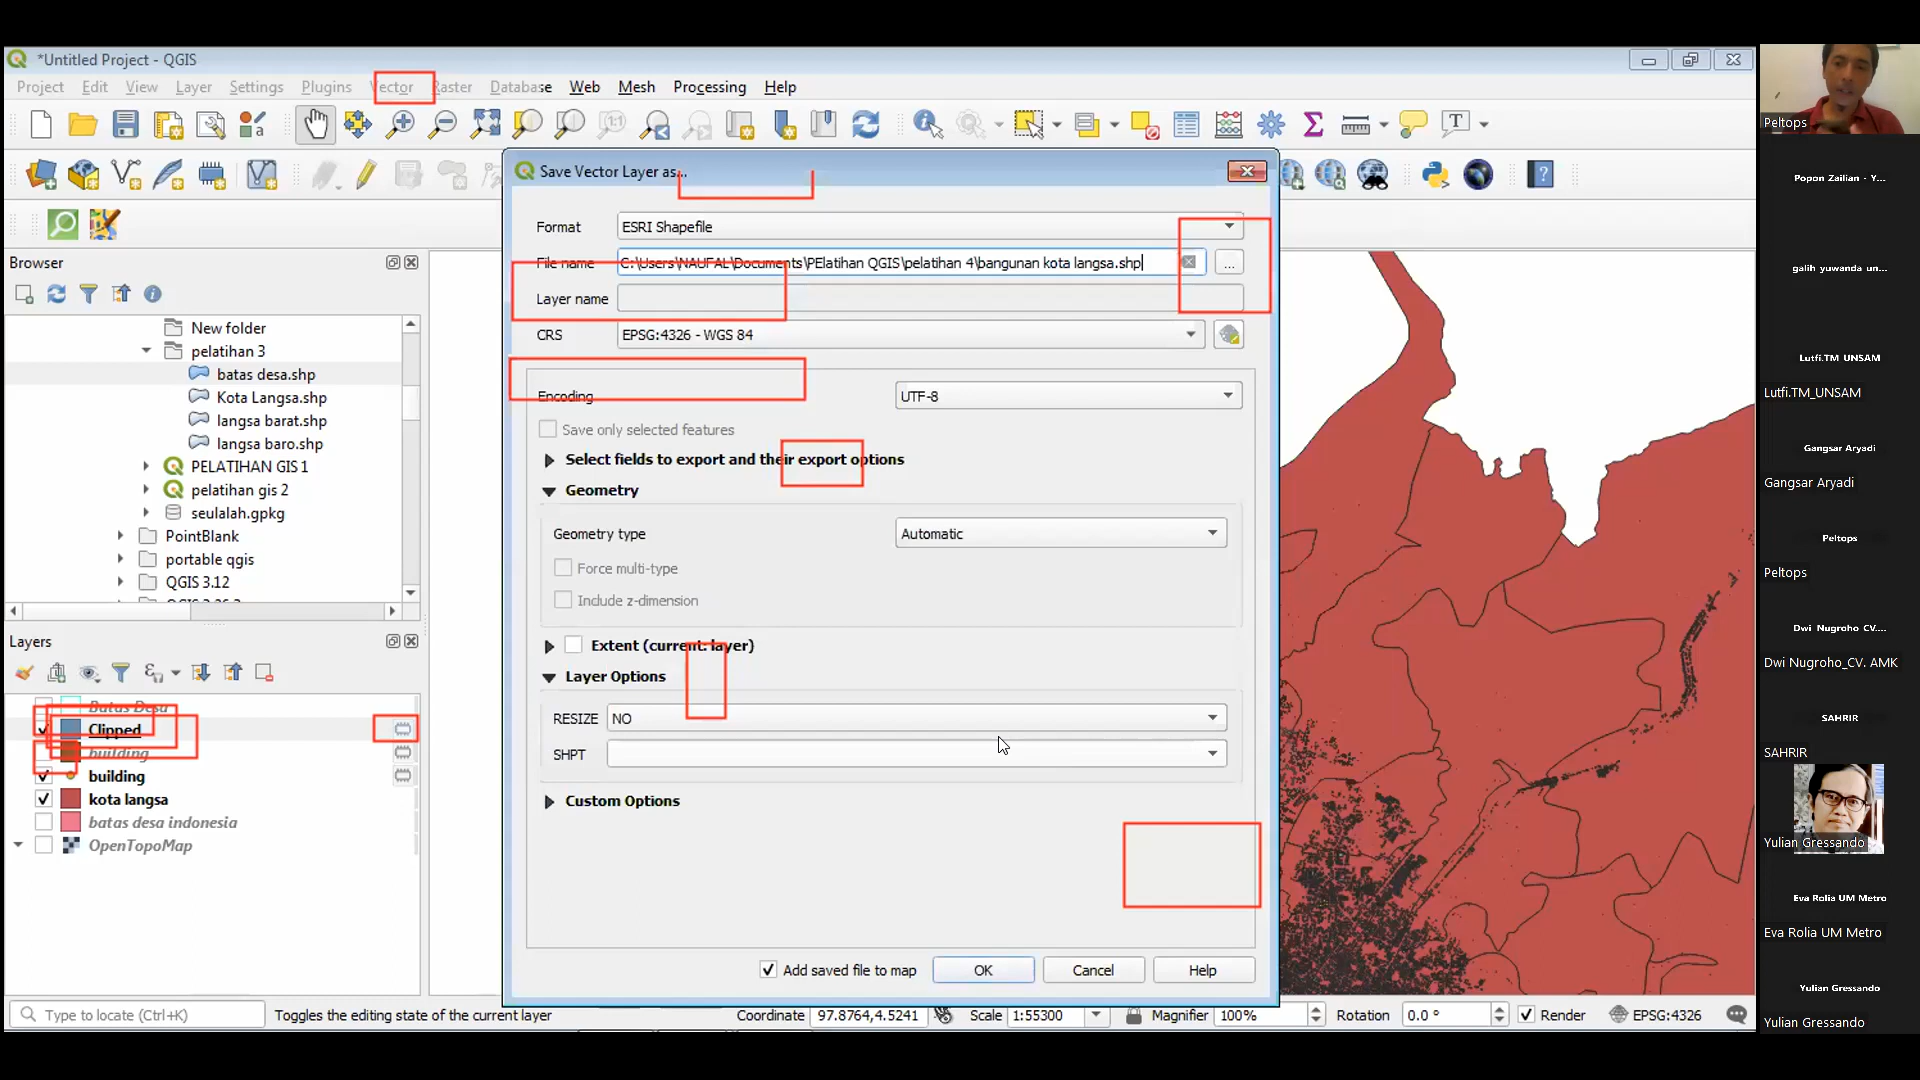 *Untitled Project - QGIS
Project Edit View Layer Settings Plugins Vector Raster Database Web Mesh Processing Help
Save Vector Layer as...
Format ESRI Shapefile
File name C:\Users\NAUFAL\Documents\PElatihan QGIS\pelatihan 4\bangunan kota langsa.shp
...
Layer name
CRS EPSG:4326 - WGS 84
Encoding UTF-8
Save only selected features
Select fields to export and their export options
Geometry
Geometry type Automatic
Force multi-type
Include z-dimension
Extent (current: layer)
Layer Options
RESIZE NO
SHPT
Custom Options
Add saved file to map OK Cancel Help
Browser
New folder
pelatihan 3
batas desa.shp
Kota Langsa.shp
langsa barat.shp
langsa baro.shp
PELATIHAN GIS 1
pelatihan gis 2
seulalah.gpkg
PointBlank
portable qgis
QGIS 3.12
Layers
Batas Desa
Clipped
building
building
kota langsa
batas desa indonesia
OpenTopoMap
Type to locate (Ctrl+K) Toggles the editing state of the current layer Coordinate 97.8764,4.5241 Scale 1:55300 Magnifier 100% Rotation 0.0 ° Render EPSG:4326
Peltops
Popon Zailian - Y...
galih yuwanda un...
Lutfi.TM UNSAM
Lutfi.TM_UNSAM
Gangsar Aryadi
Gangsar Aryadi
Peltops
Peltops
Dwi Nugroho CV....
Dwi Nugroho_CV. AMK
SAHRIR
SAHRIR
Yulian Gressando
Eva Rolia UM Metro
Eva Rolia UM Metro
Yulian Gressando
Yulian Gressando